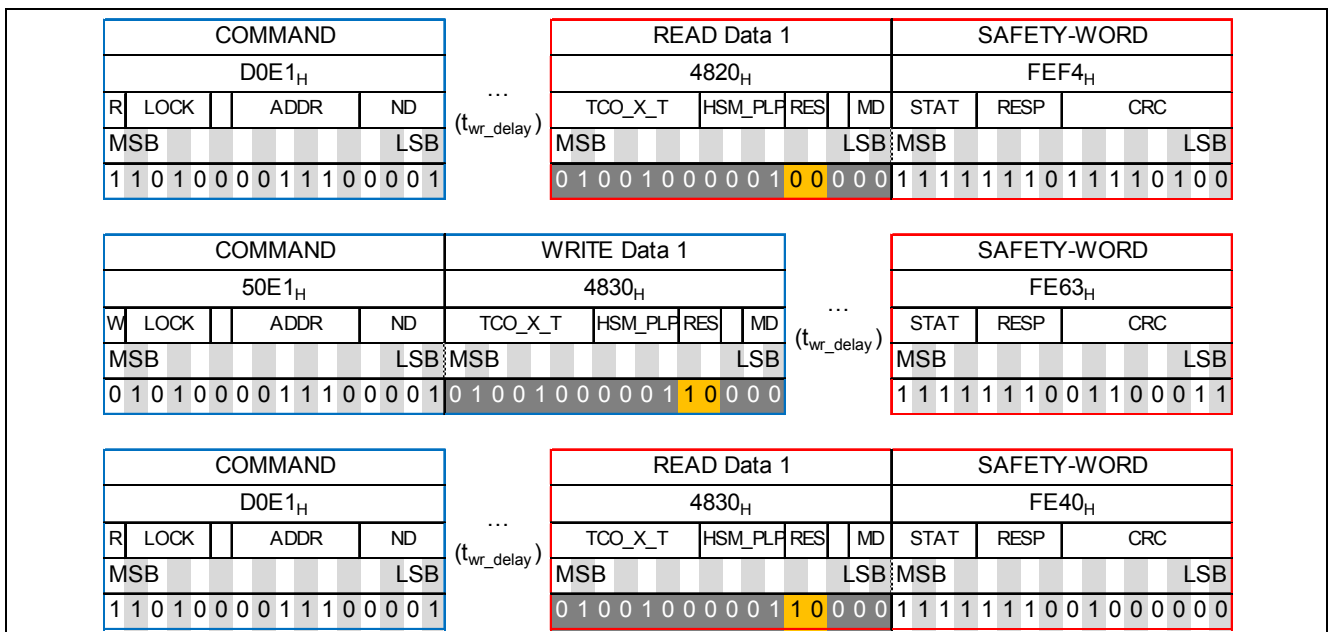 COMMAND READ Data 1 SAFETY-WORD
D0E1H 4820H FEF4H
R LOCK ADDR ND ... (twr_delay) TCO_X_T HSM_PLP RES MD STAT RESP CRC
MSB LSB MSB LSB MSB LSB
1 1 0 1 0 0 0 0 1 1 1 0 0 0 0 1 0 1 0 0 1 0 0 0 0 0 1 0 0 0 0 0 1 1 1 1 1 1 1 0 1 1 1 1 0 1 0 0
COMMAND WRITE Data 1 SAFETY-WORD
50E1H 4830H FE63H
W LOCK ADDR ND TCO_X_T HSM_PLP RES MD ... (twr_delay) STAT RESP CRC
MSB LSB MSB LSB MSB LSB
0 1 0 1 0 0 0 0 1 1 1 0 0 0 0 1 0 1 0 0 1 0 0 0 0 0 1 1 0 0 0 0 1 1 1 1 1 1 1 0 0 1 1 0 0 0 1 1
COMMAND READ Data 1 SAFETY-WORD
D0E1H 4830H FE40H
R LOCK ADDR ND ... (twr_delay) TCO_X_T HSM_PLP RES MD STAT RESP CRC
MSB LSB MSB LSB MSB LSB
1 1 0 1 0 0 0 0 1 1 1 0 0 0 0 1 0 1 0 0 1 0 0 0 0 0 1 1 0 0 0 0 1 1 1 1 1 1 1 0 0 1 0 0 0 0 0 0